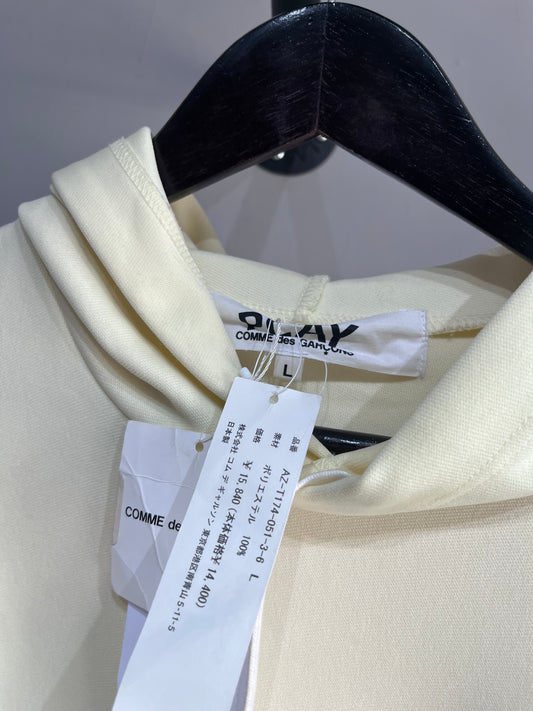 PLAY
COMME des GARÇONS
L
COMME des
品番 AZ-T174-051-3-6 L
素材 ポリエステル 100%
価格 ¥ 15,840 (本体価格¥ 14,400)
株式会社 コム デ ギャルソン 東京都港区南青山 5-11-5
日本製